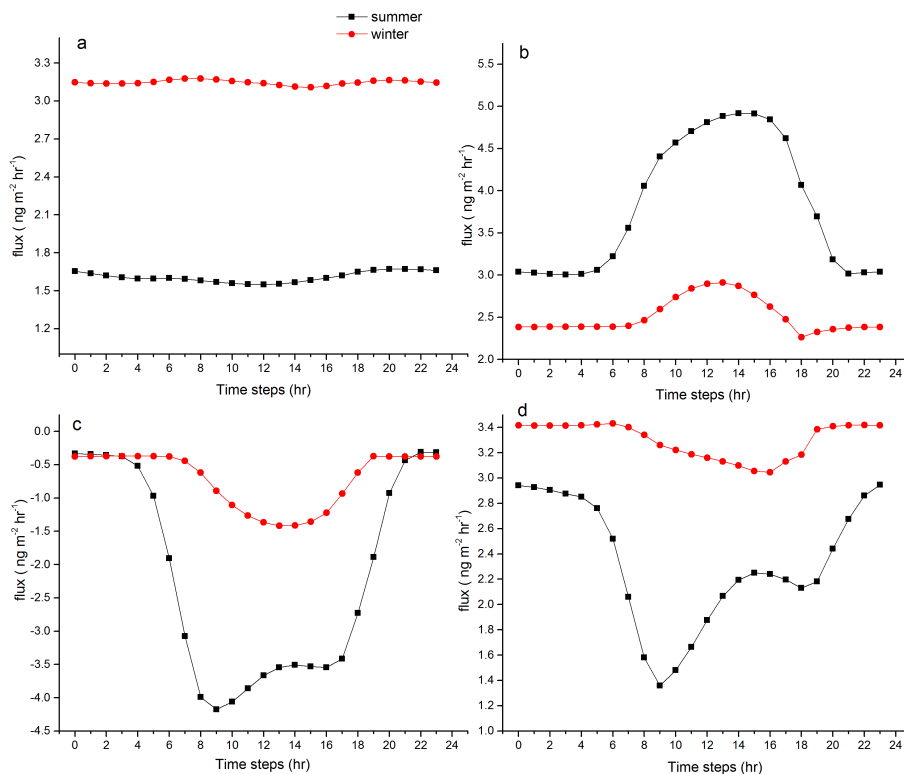 summer
winter
a
3.3
3.0
2.7
2.4
2.1
1.8
1.5
1.2
flux ( ng m-2 hr-1)
0 2 4 6 8 10 12 14 16 18 20 22 24
Time steps (hr)
b
5.0
4.5
4.0
3.5
3.0
2.5
2.0
flux ( ng m-2 hr-1)
0 2 4 6 8 10 12 14 16 18 20 22 24
Time steps (hr)
c
0.0
-0.5
-1.0
-1.5
-2.0
-2.5
-3.0
-3.5
-4.0
-4.5
flux ( ng m-2 hr-1)
0 2 4 6 8 10 12 14 16 18 20 22 24
Time steps (hr)
d
3.4
3.2
3.0
2.8
2.6
2.4
2.2
2.0
1.8
1.6
1.4
1.2
1.0
flux ( ng m-2 hr-1)
0 2 4 6 8 10 12 14 16 18 20 22 24
Time steps (hr)